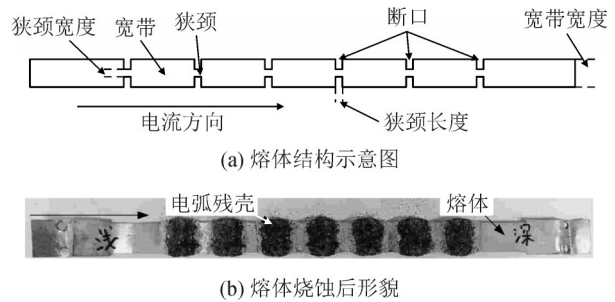 狭颈宽度 宽带 狭颈 断口 宽带宽度
电流方向 狭颈长度
(a) 熔体结构示意图
电弧残壳 熔体
浅 深
(b) 熔体烧蚀后形貌